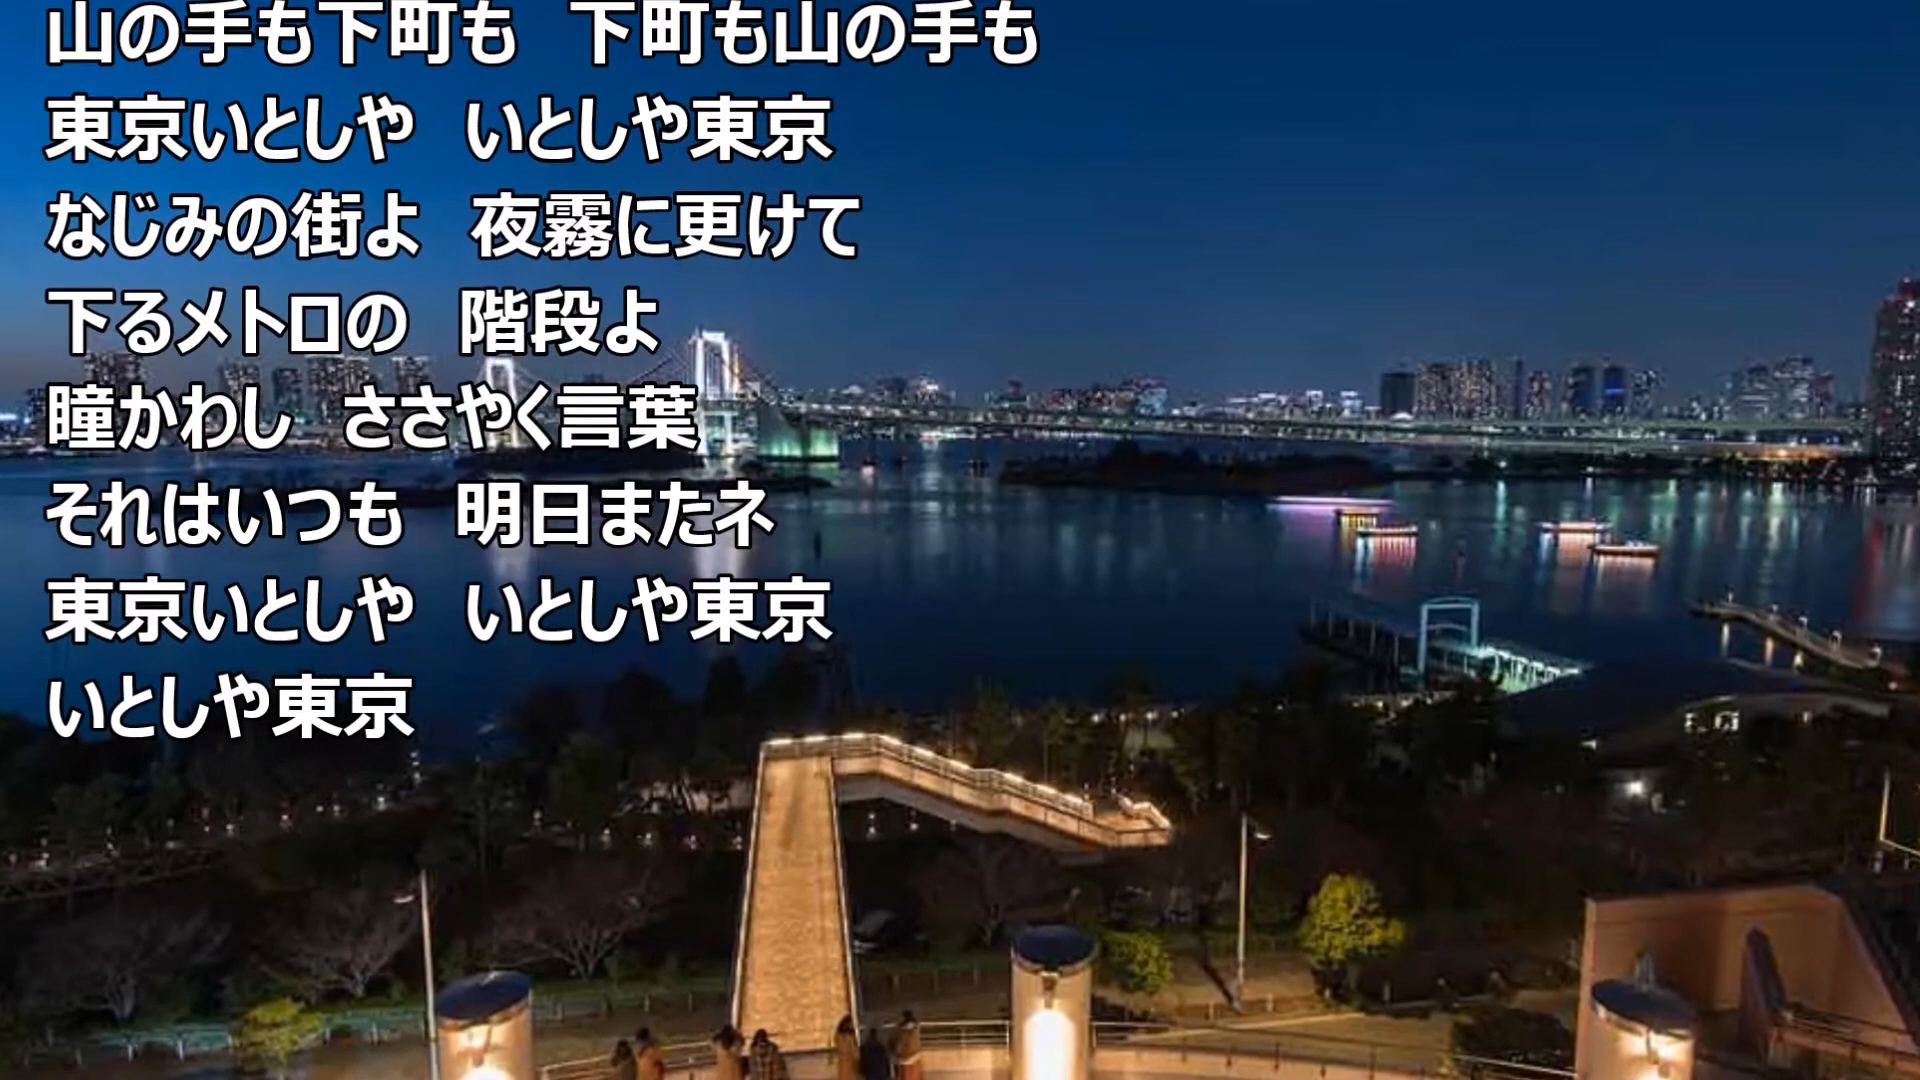 山の手も下町も　下町も山の手も
東京いとしや　いとしや東京
なじみの街よ　夜霧に更けて
下るメトロの　階段よ
瞳かわし　ささやく言葉
それはいつも　明日またネ
東京いとしや　いとしや東京
いとしや東京